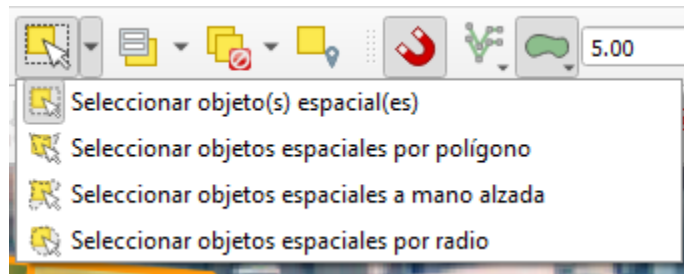 5.00
Seleccionar objeto(s) espacial(es)
Seleccionar objetos espaciales por polígono
Seleccionar objetos espaciales a mano alzada
Seleccionar objetos espaciales por radio